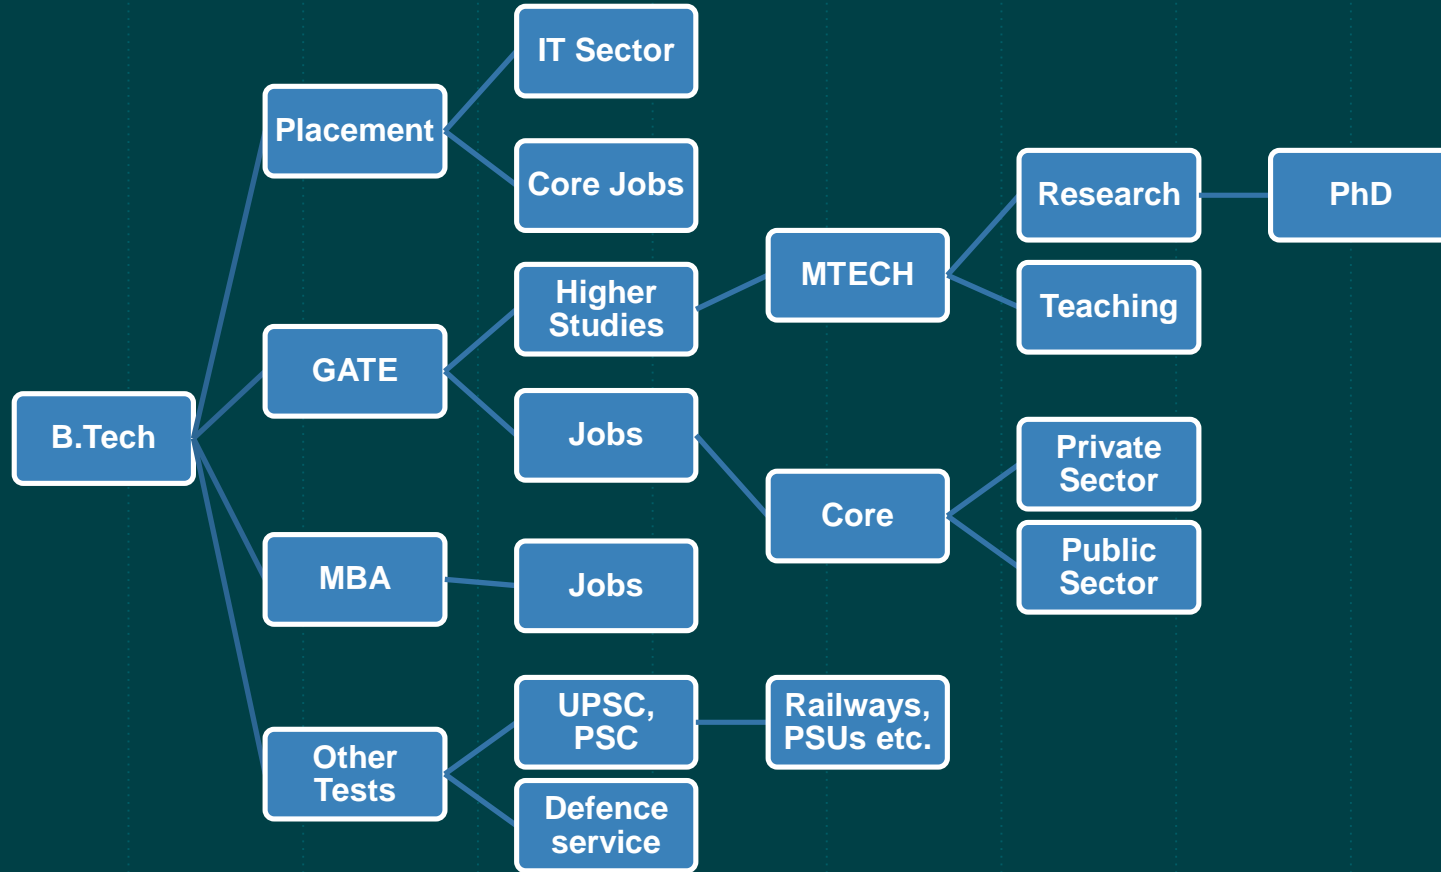 IT Sector
Placement
Core Jobs
Research
PhD
MTECH
Higher
Studies
Teaching
GATE
B.Tech
Jobs
Private
Sector
Core
Public
Sector
MBA
Jobs
UPSC,
PSC
Railways,
PSUs etc.
Other
Tests
Defence
service